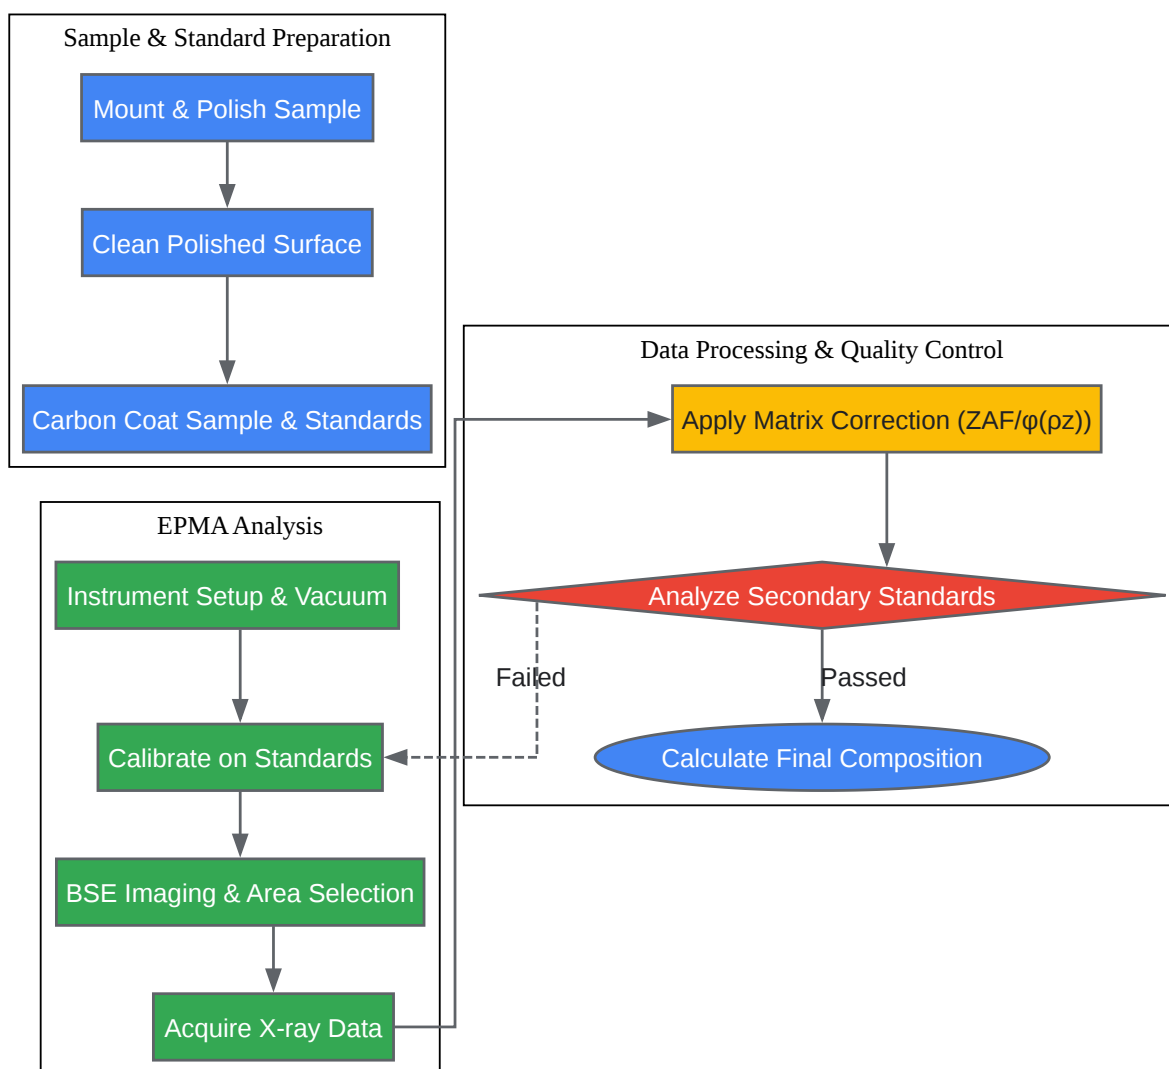 Sample & Standard Preparation
Mount & Polish Sample
Clean Polished Surface
Carbon Coat Sample & Standards
EPMA Analysis
Instrument Setup & Vacuum
Calibrate on Standards
BSE Imaging & Area Selection
Acquire X-ray Data
Data Processing & Quality Control
Apply Matrix Correction (ZAF/φ(ρz))
Analyze Secondary Standards
Failed
Passed
Calculate Final Composition